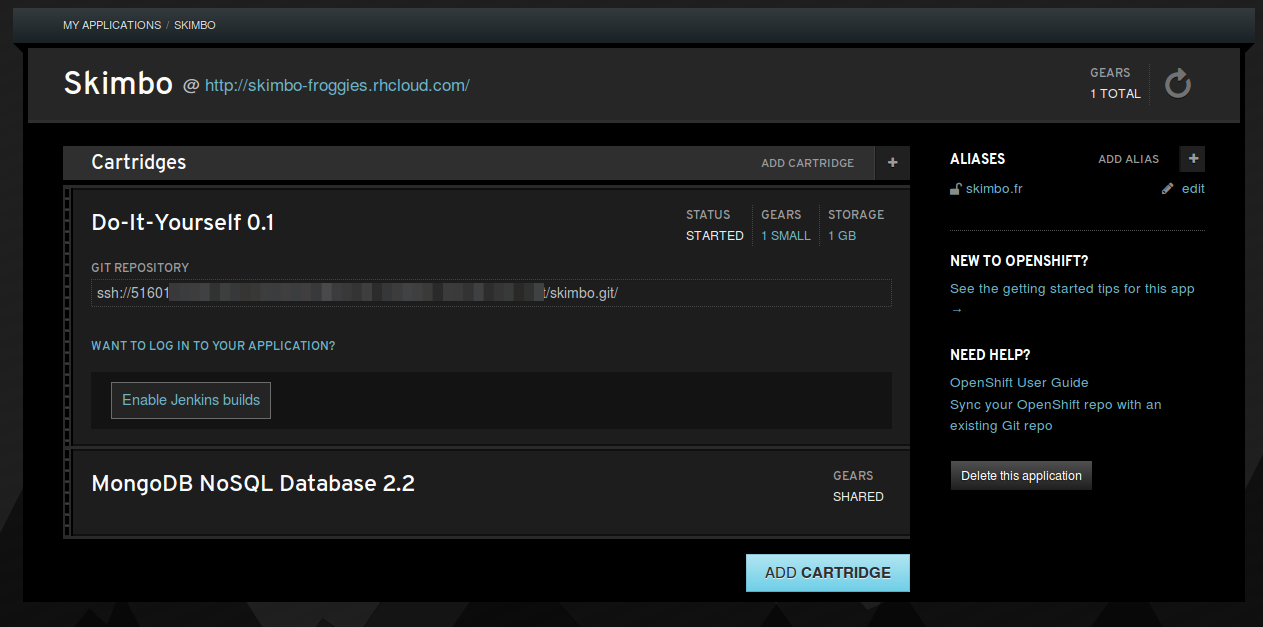 MY APPLICATIONS / SKIMBO
Skimbo @ http://skimbo-froggies.rhcloud.com/
GEARS
1 TOTAL
Cartridges
ADD CARTRIDGE +
Do-It-Yourself 0.1
STATUS
STARTED
GEARS
1 SMALL
STORAGE
1 GB
GIT REPOSITORY
ssh://51601 t/skimbo.git/
WANT TO LOG IN TO YOUR APPLICATION?
Enable Jenkins builds
MongoDB NoSQL Database 2.2
GEARS
SHARED
ADD CARTRIDGE
ALIASES
ADD ALIAS +
skimbo.fr
edit
NEW TO OPENSHIFT?
See the getting started tips for this app
→
NEED HELP?
OpenShift User Guide
Sync your OpenShift repo with an
existing Git repo
Delete this application